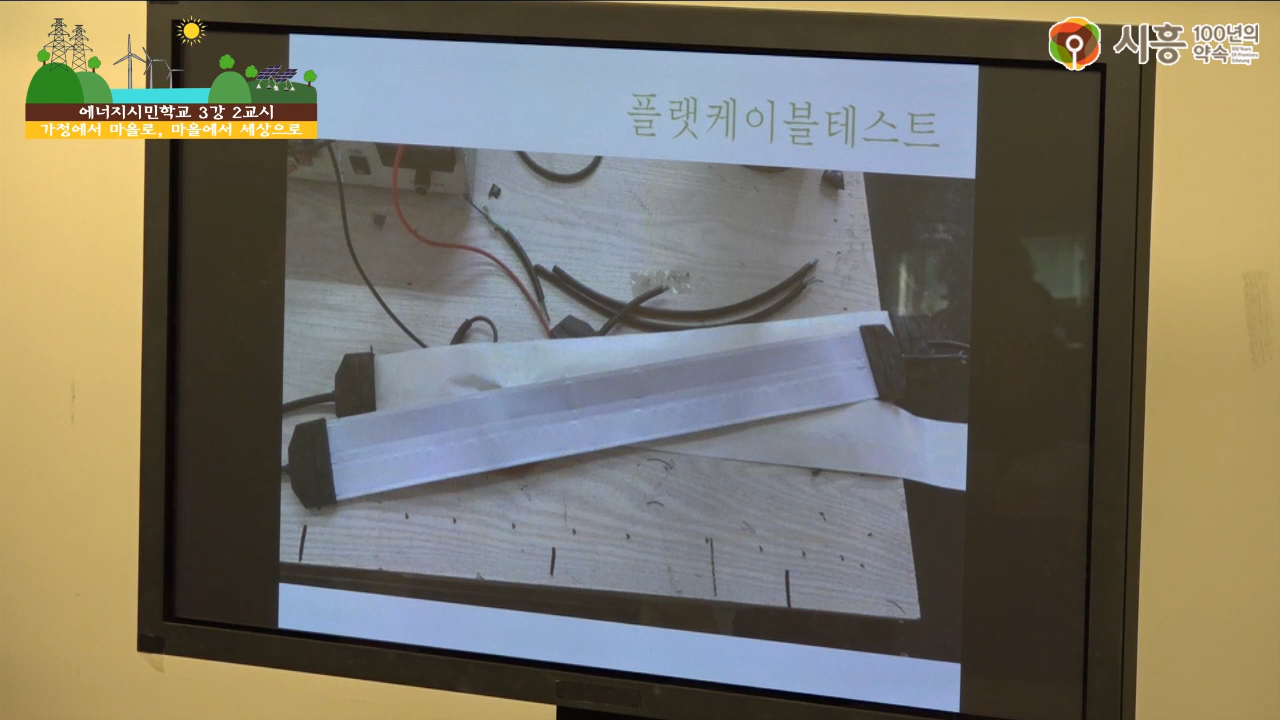 에너지시민학교 3강 2교시
가정에서 마을로, 마을에서 세상으로
시흥
100년의
약속
플랫케이블테스트